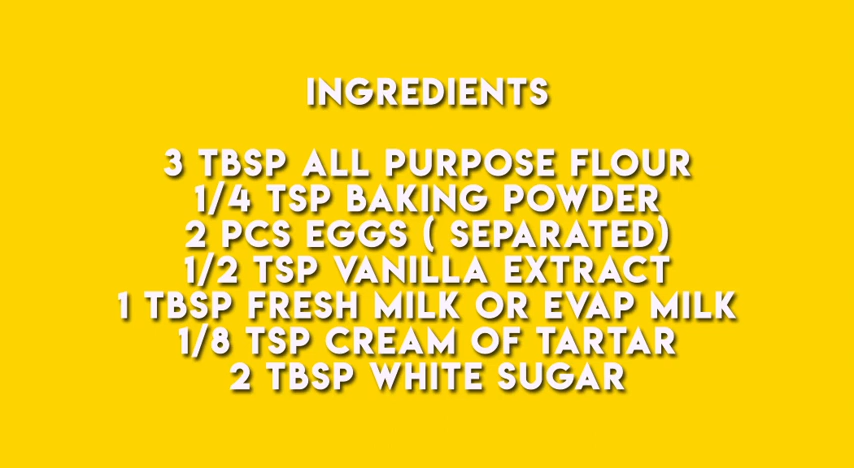 INGREDIENTS
3 TBSP ALL PURPOSE FLOUR
1/4 TSP BAKING POWDER
2 PCS EGGS ( SEPARATED)
1/2 TSP VANILLA EXTRACT
1 TBSP FRESH MILK OR EVAP MILK
1/8 TSP CREAM OF TARTAR
2 TBSP WHITE SUGAR